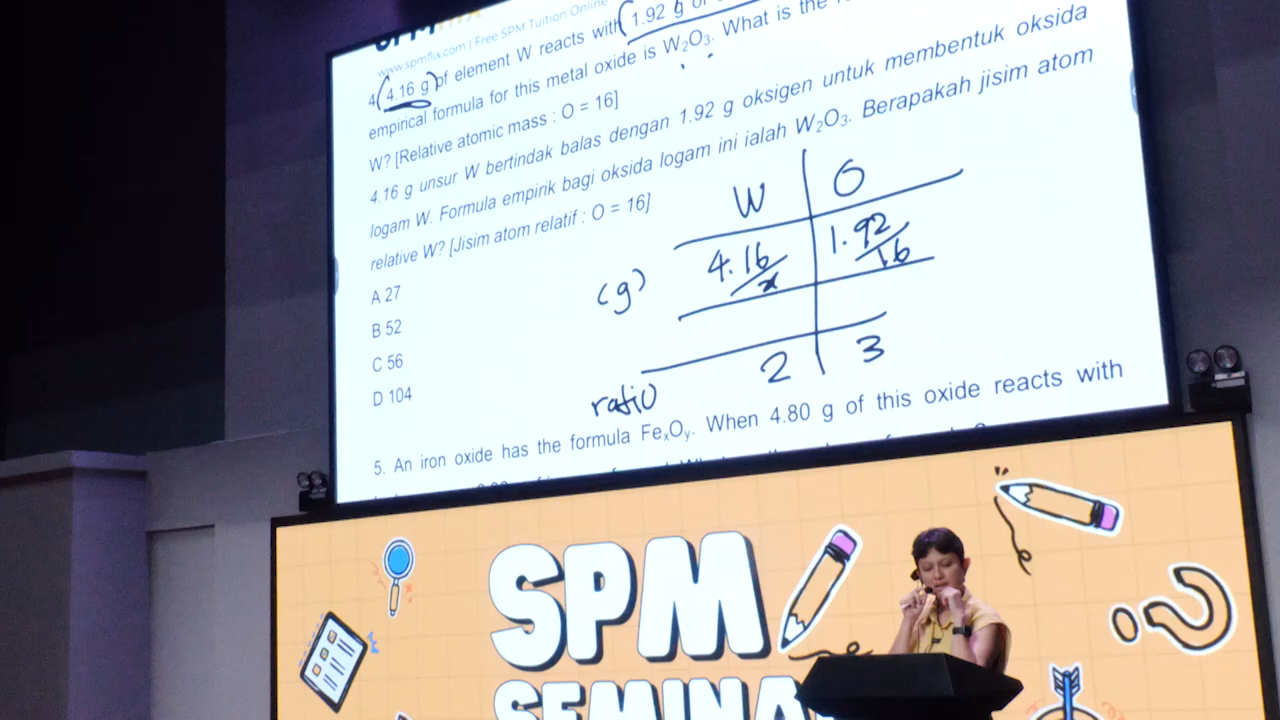 www.spmflix.com | Free SPM Tuition Online
4. 4.16 g of element W reacts with 1.92 g of
empirical formula for this metal oxide is W₂O₃. What is the
W? [Relative atomic mass : O = 16]
4.16 g unsur W bertindak balas dengan 1.92 g oksigen untuk membentuk oksida
logam W. Formula empirik bagi oksida logam ini ialah W₂O₃. Berapakah jisim atom
relative W? [Jisim atom relatif : O = 16]
A 27
B 52
C 56
D 104
W O
(g) 4.16/x 1.92/16
ratio 2 3
5. An iron oxide has the formula FeₓOᵧ. When 4.80 g of this oxide reacts with
SPM